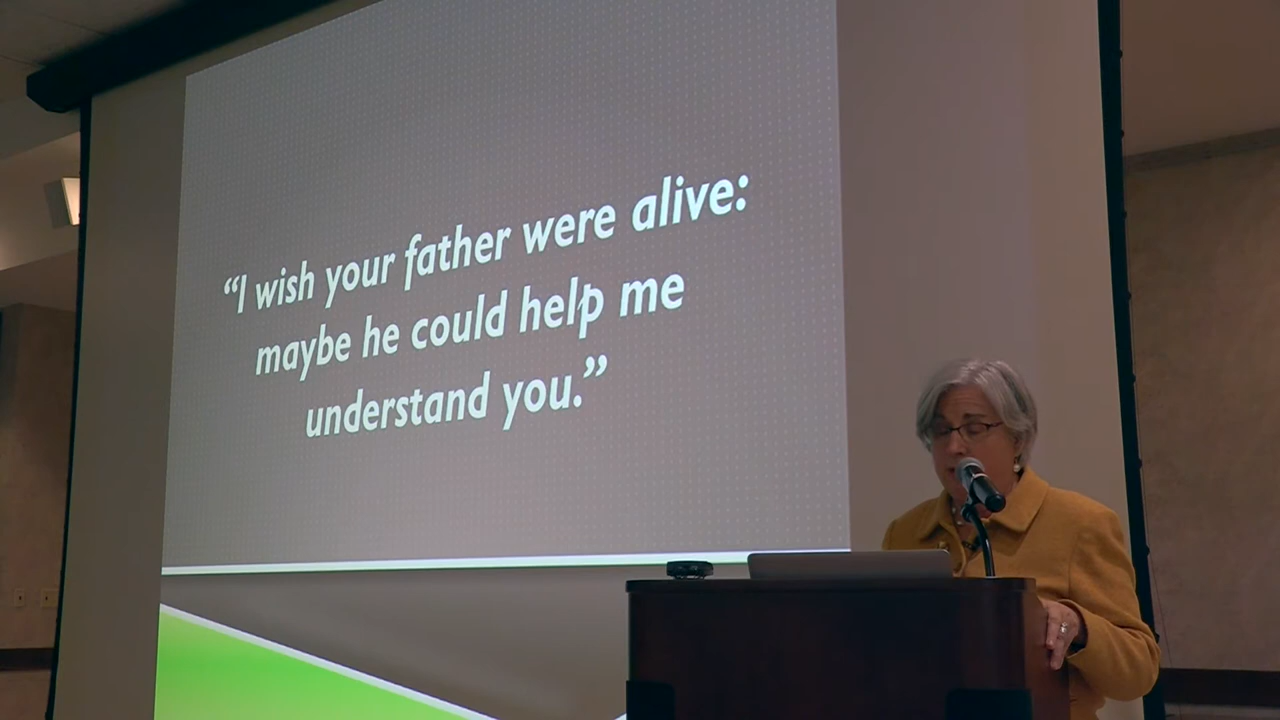 “I wish your father were alive:
maybe he could help me
understand you.”